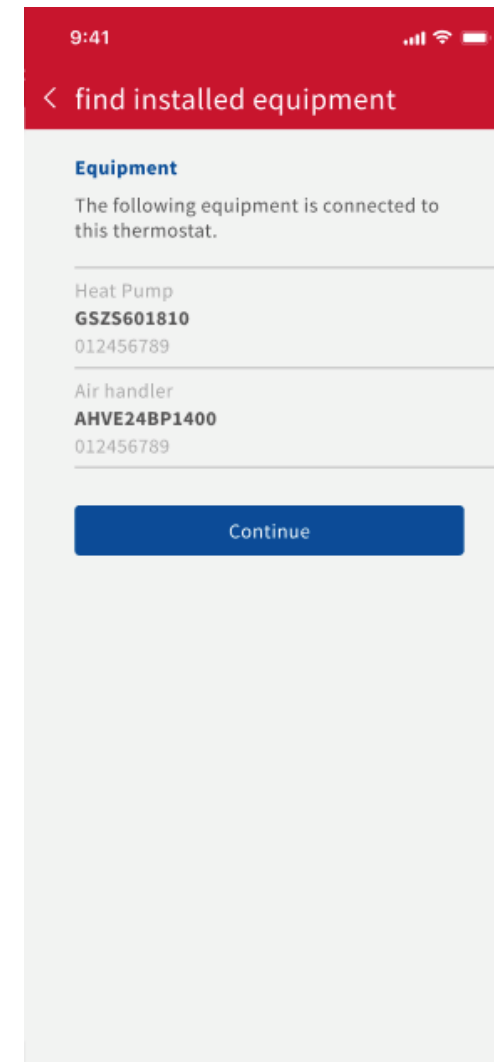 9:41
find installed equipment
Equipment
The following equipment is connected to
this thermostat.
Heat Pump
GSZS601810
012456789
Air handler
AHVE24BP1400
012456789
Continue